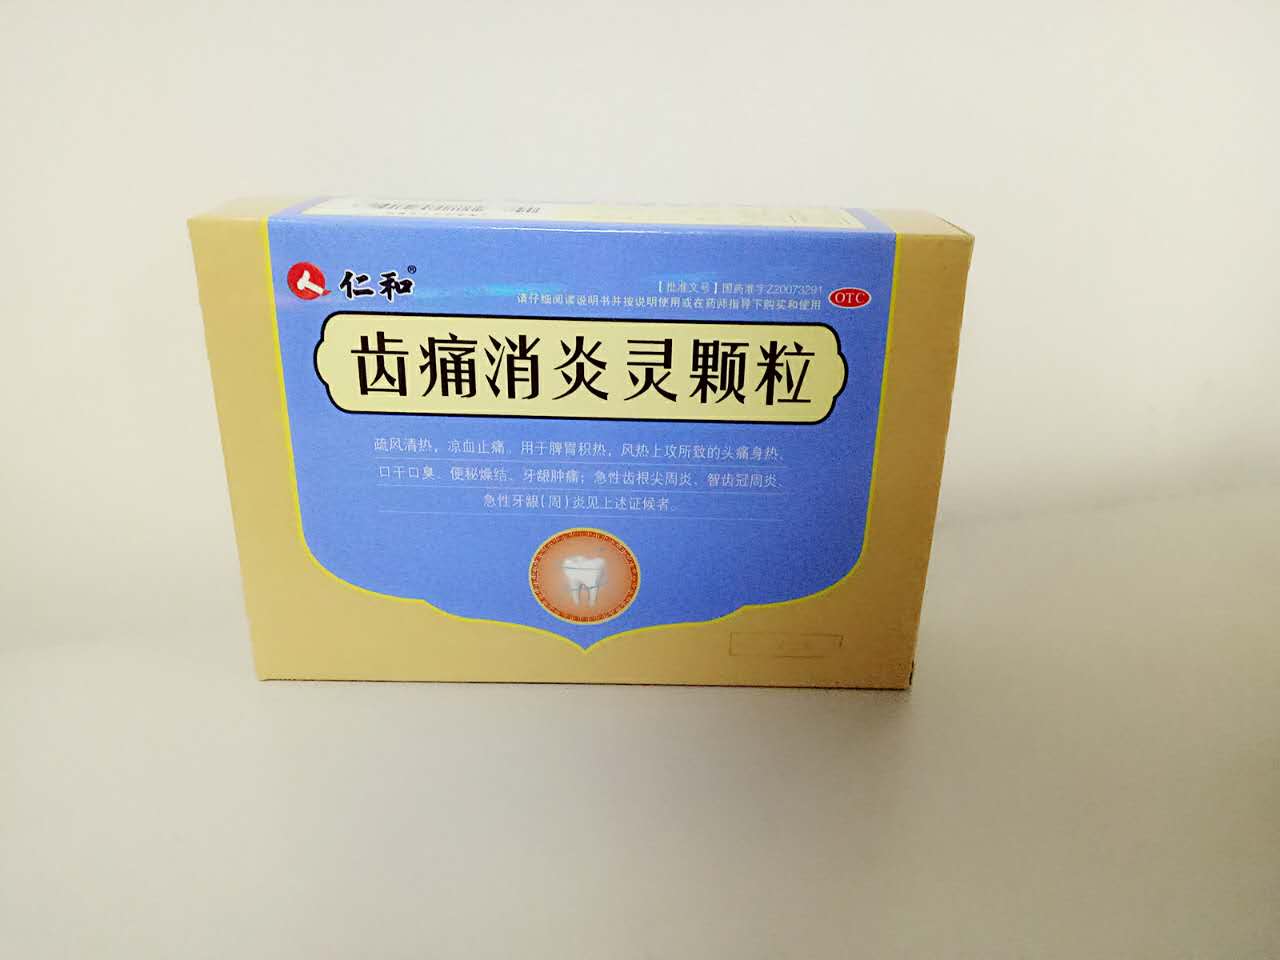 仁和®
【批准文号】国药准字Z20073291
请仔细阅读说明书并按说明使用或在药师指导下购买和使用
OTC
齿痛消炎灵颗粒
疏风清热，凉血止痛。用于脾胃积热，风热上攻所致的头痛身热、
口干口臭、便秘燥结、牙龈肿痛；急性齿根尖周炎、智齿冠周炎、
急性牙龈(周)炎见上述证候者。